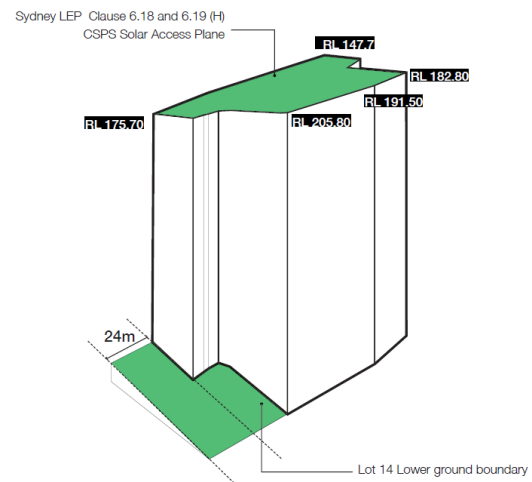 Sydney LEP  Clause 6.18 and 6.19 (H)
CSPS Solar Access Plane
RL 147.7
RL 182.80
RL 191.50
RL 175.70
RL 205.80
24m
Lot 14 Lower ground boundary